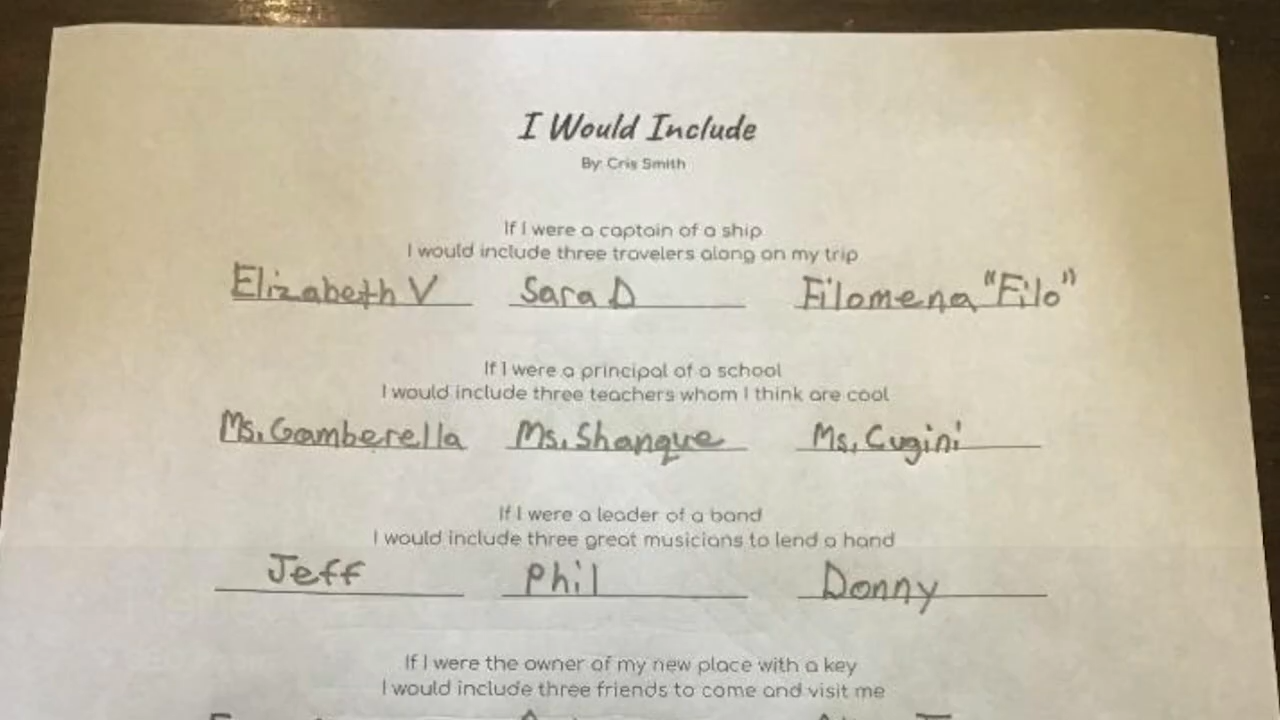 I Would Include
By: Cris Smith
If I were a captain of a ship
I would include three travelers along on my trip
Elizabeth V Sara D Filomena "Filo"
If I were a principal of a school
I would include three teachers whom I think are cool
Ms. Gamberella Ms. Shanque Ms. Cugini
If I were a leader of a band
I would include three great musicians to lend a hand
Jeff Phil Donny
If I were the owner of my new place with a key
I would include three friends to come and visit me